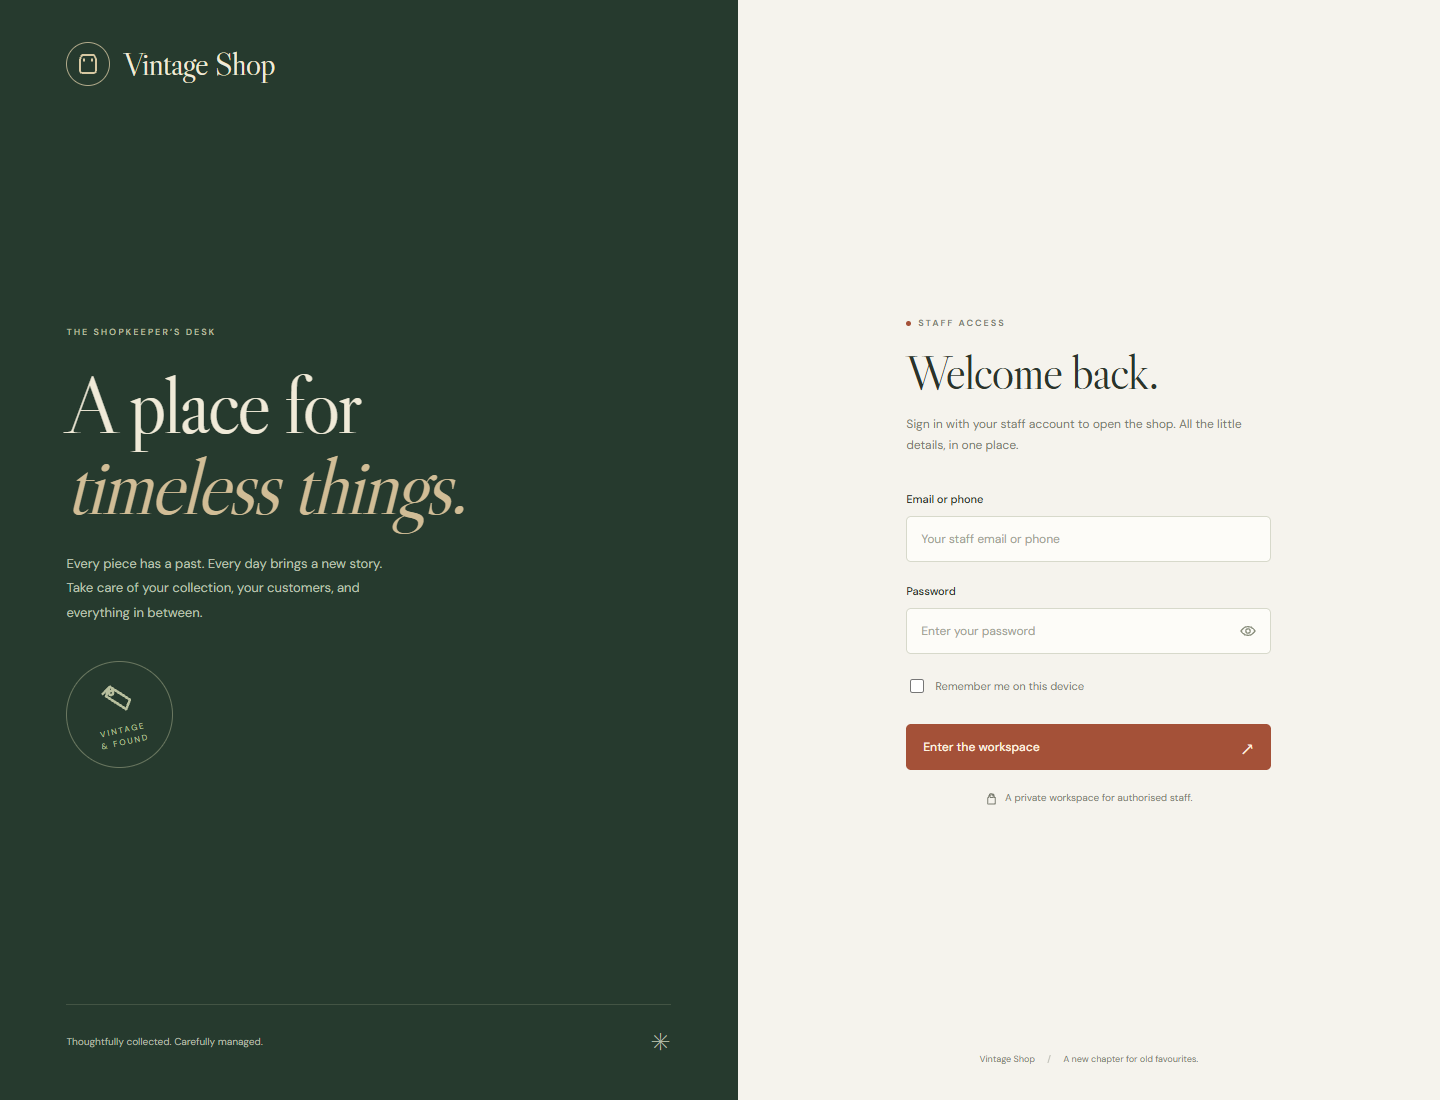 Vintage Shop
THE SHOPKEEPER'S DESK
A place for
timeless things.
Every piece has a past. Every day brings a new story.
Take care of your collection, your customers, and
everything in between.
VINTAGE
& FOUND
Thoughtfully collected. Carefully managed.
STAFF ACCESS
Welcome back.
Sign in with your staff account to open the shop. All the little
details, in one place.
Email or phone
Your staff email or phone
Password
Enter your password
Remember me on this device
Enter the workspace
A private workspace for authorised staff.
Vintage Shop / A new chapter for old favourites.